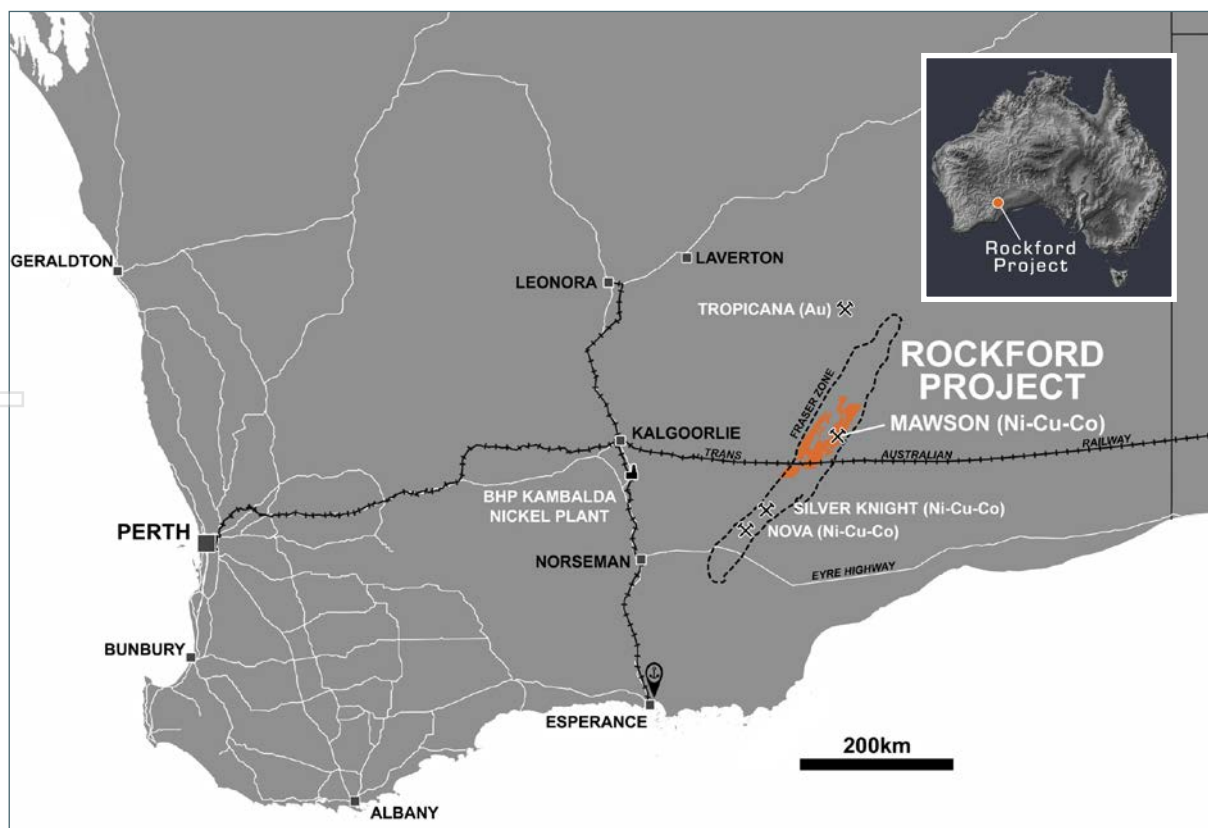 Rockford
Project
GERALDTON
LEONORA
LAVERTON
TROPICANA (Au)
ROCKFORD
PROJECT
FRASER ZONE
MAWSON (Ni-Cu-Co)
KALGOORLIE
TRANS AUSTRALIAN RAILWAY
BHP KAMBALDA
NICKEL PLANT
SILVER KNIGHT (Ni-Cu-Co)
NOVA (Ni-Cu-Co)
PERTH
NORSEMAN
EYRE HIGHWAY
BUNBURY
ESPERANCE
200km
ALBANY